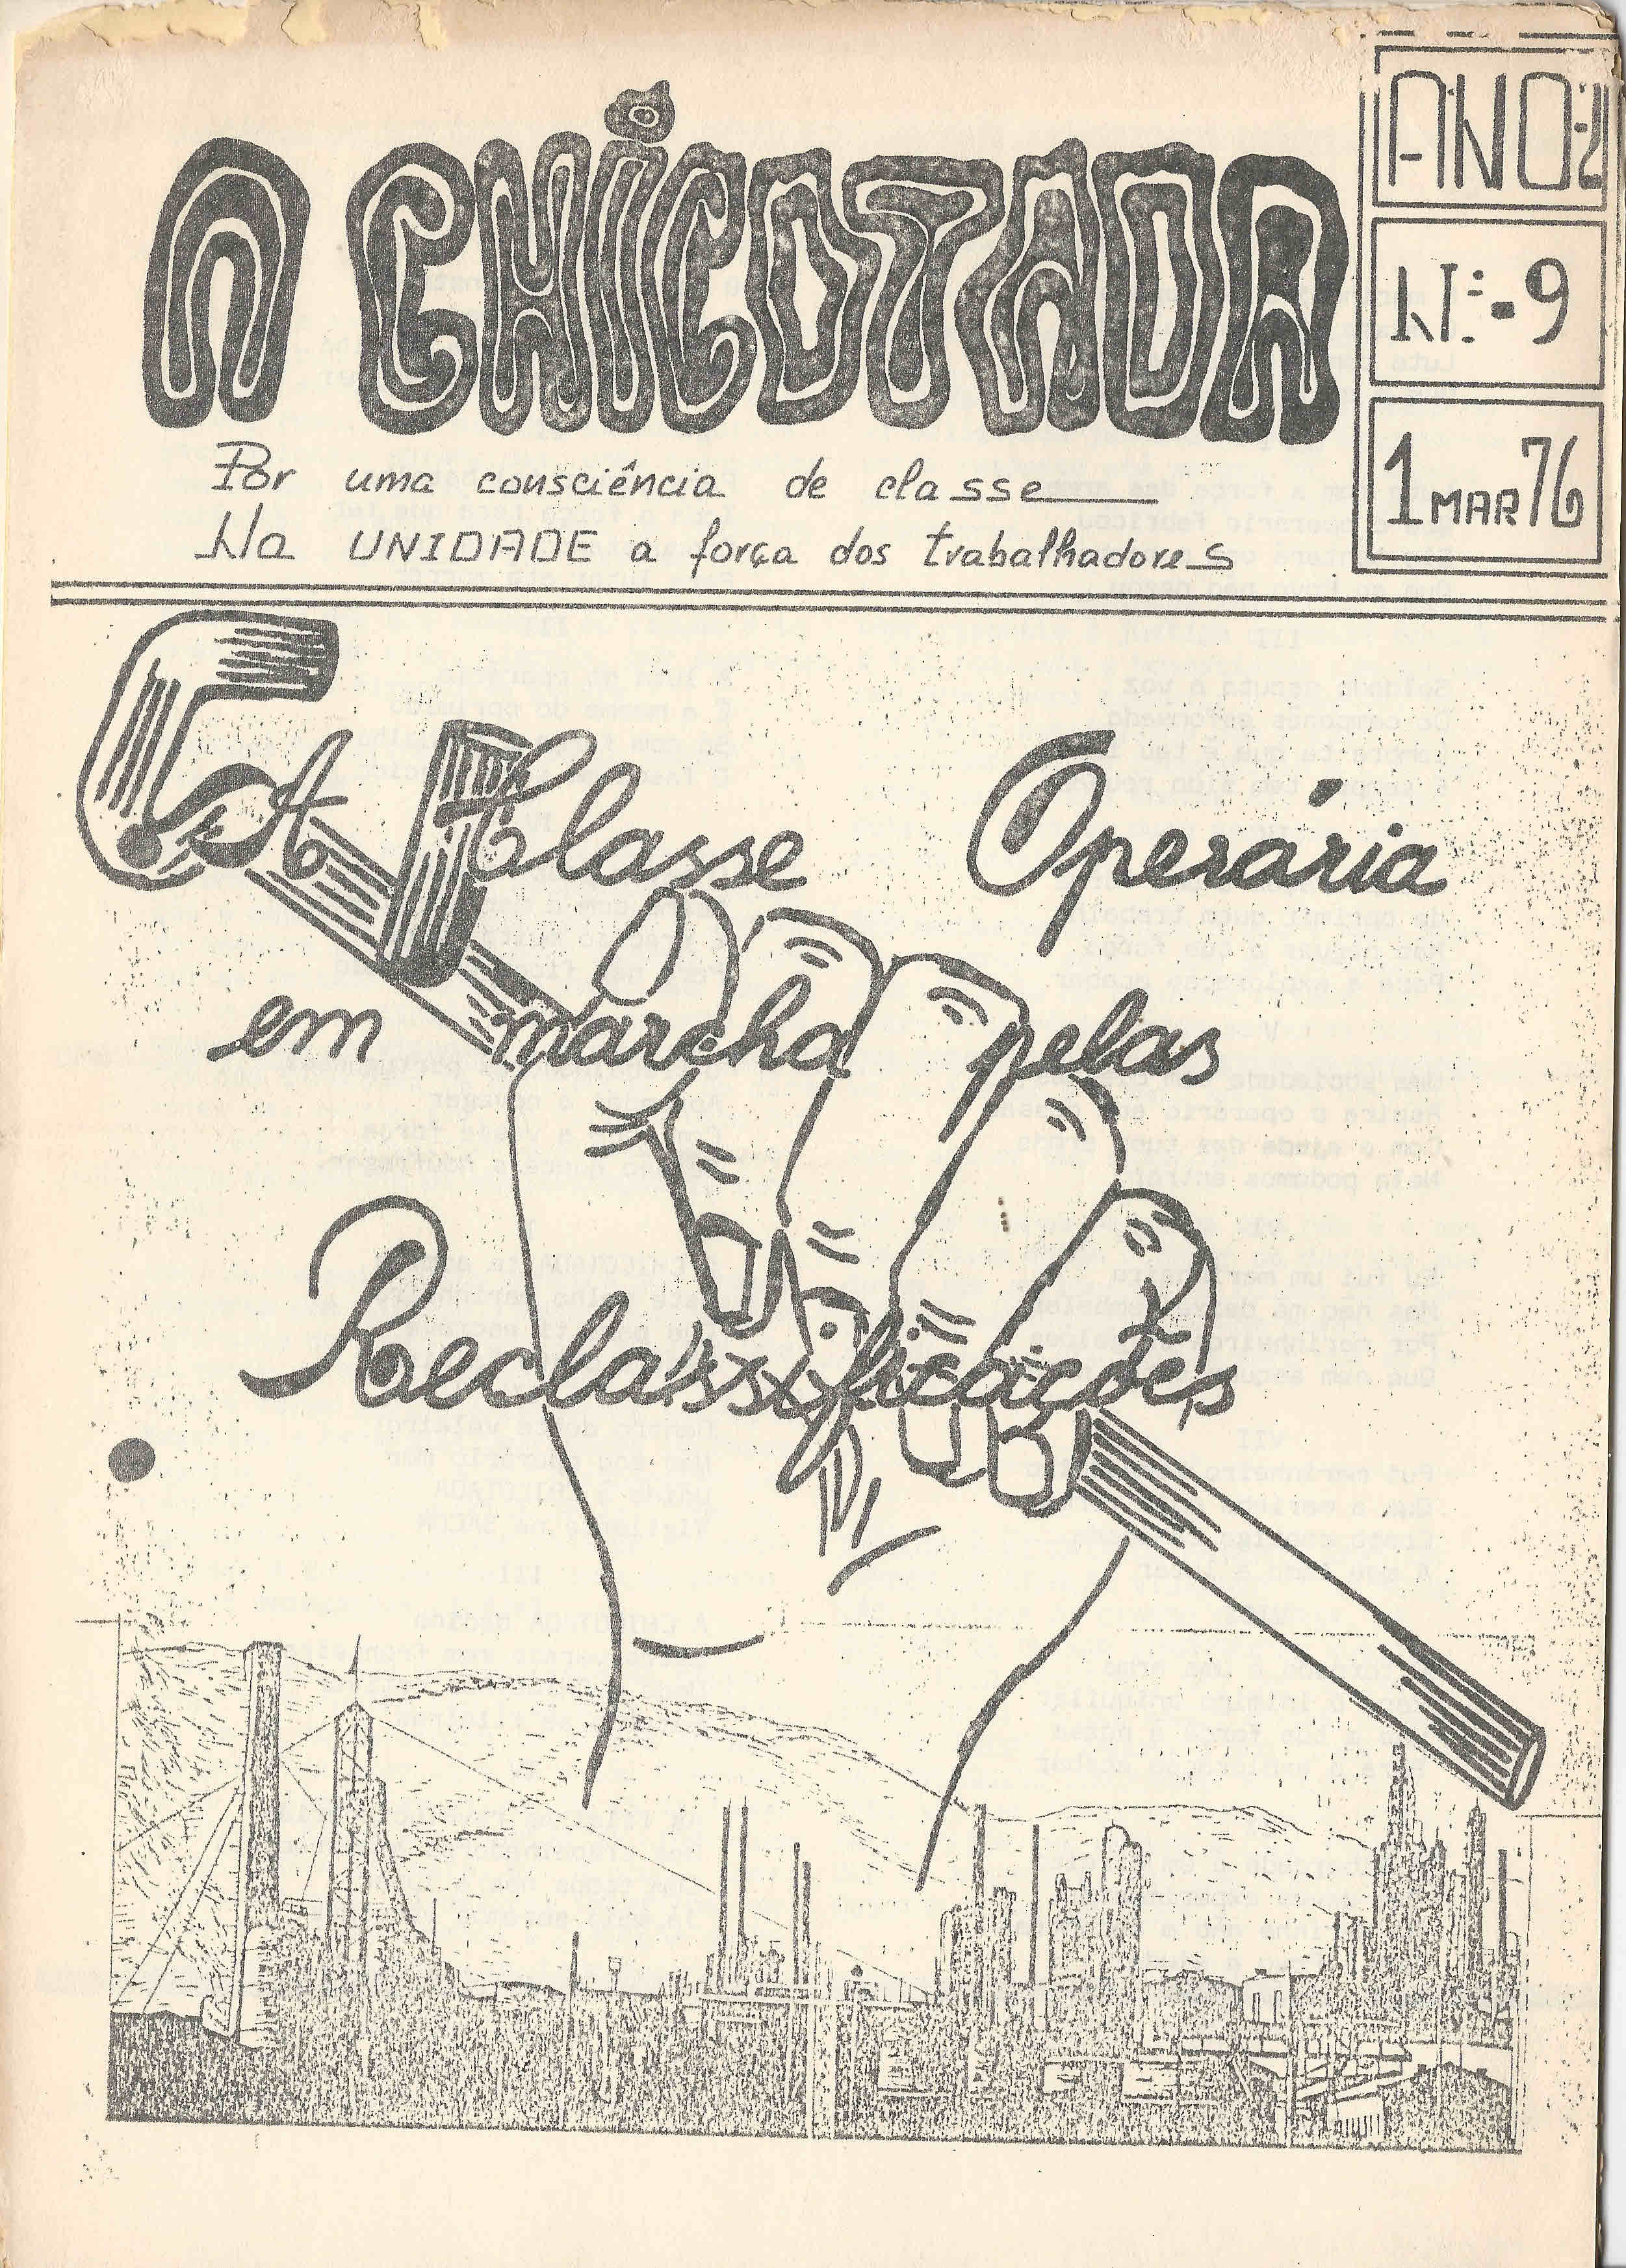 A CHICOTADA
ANO-2
Nº-9
1 MAR 76
Por uma consciência de classe
Na UNIDADE a força dos trabalhadores
A Classe Operária
em marcha pelas
Reclassificações